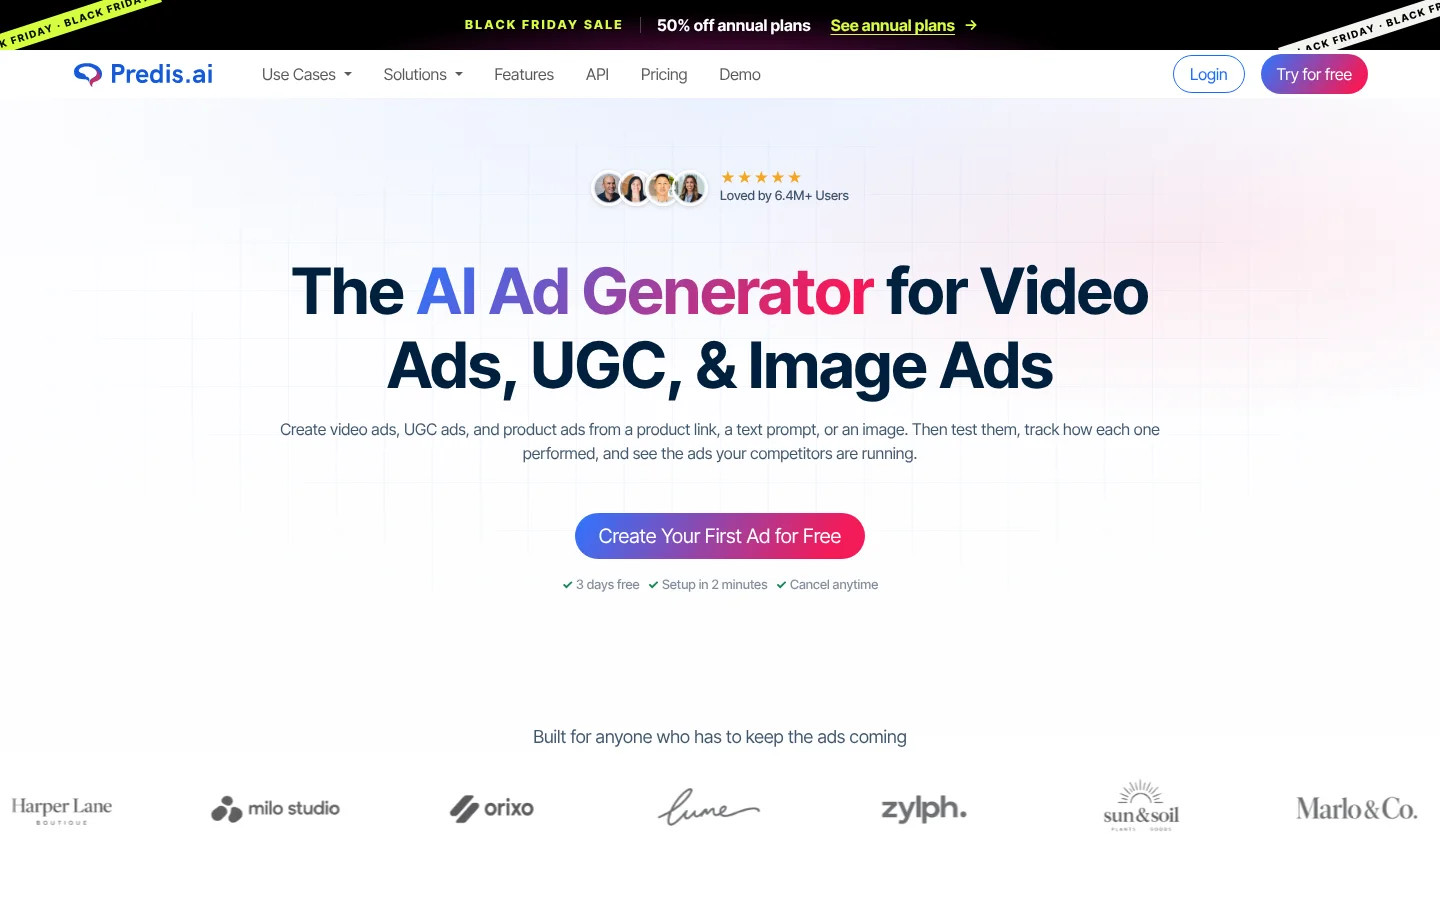 K FRIDAY · BLACK FRIDAY
BLACK FRIDAY SALE
50% off annual plans
See annual plans →
LACK FRIDAY · BLACK FR
Predis.ai
Use Cases
Solutions
Features
API
Pricing
Demo
Login
Try for free
Loved by 6.4M+ Users
The AI Ad Generator for Video
Ads, UGC, & Image Ads
Create video ads, UGC ads, and product ads from a product link, a text prompt, or an image. Then test them, track how each one
performed, and see the ads your competitors are running.
Create Your First Ad for Free
✓ 3 days free ✓ Setup in 2 minutes ✓ Cancel anytime
Built for anyone who has to keep the ads coming
Harper Lane
BOUTIQUE
milo studio
orixo
lume
zylph.
sun&soil
PLANTS GOODS
Marlo&Co.